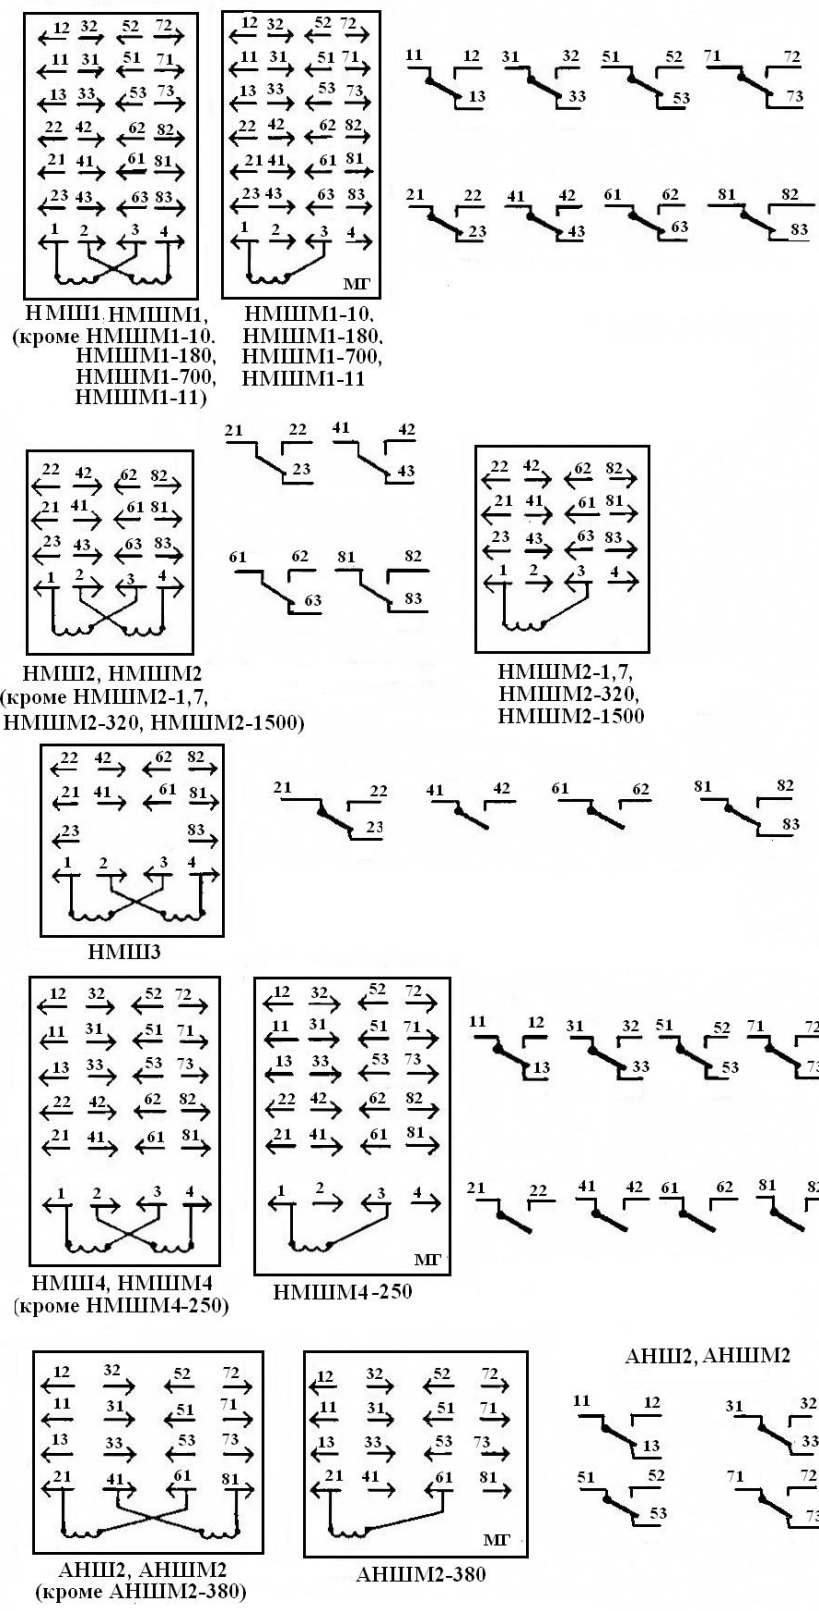 12 32 52 72
11 31 51 71
13 33 53 73
22 42 62 82
21 41 61 81
23 43 63 83
1 2 3 4
НМШ1, НМШМ1,
(кроме НМШМ1-10,
НМШМ1-180,
НМШМ1-700,
НМШМ1-11)
12 32 52 72
11 31 51 71
13 33 53 73
22 42 62 82
21 41 61 81
23 43 63 83
1 2 3 4
МГ
НМШМ1-10,
НМШМ1-180,
НМШМ1-700,
НМШМ1-11
11 12 31 32 51 52 71 72
13 33 53 73
21 22 41 42 61 62 81 82
23 43 63 83
22 42 62 82
21 41 61 81
23 43 63 83
1 2 3 4
НМШ2, НМШМ2
(кроме НМШМ2-1,7,
НМШМ2-320, НМШМ2-1500)
21 22 41 42
23 43
61 62 81 82
63 83
22 42 62 82
21 41 61 81
23 43 63 83
1 2 3 4
НМШМ2-1,7,
НМШМ2-320,
НМШМ2-1500
22 42 62 82
21 41 61 81
23 83
1 2 3 4
НМШ3
21 22 41 42 61 62 81 82
23 83
12 32 52 72
11 31 51 71
13 33 53 73
22 42 62 82
21 41 61 81
1 2 3 4
НМШ4, НМШМ4
(кроме НМШМ4-250)
12 32 52 72
11 31 51 71
13 33 53 73
22 42 62 82
21 41 61 81
1 2 3 4
МГ
НМШМ4-250
11 12 31 32 51 52 71 72
13 33 53 73
21 22 41 42 61 62 81 82
12 32 52 72
11 31 51 71
13 33 53 73
21 41 61 81
АНШ2, АНШМ2
(кроме АНШМ2-380)
12 32 52 72
11 31 51 71
13 33 53 73
21 41 61 81
МГ
АНШМ2-380
АНШ2, АНШМ2
11 12 31 32
13 33
51 52 71 72
53 73